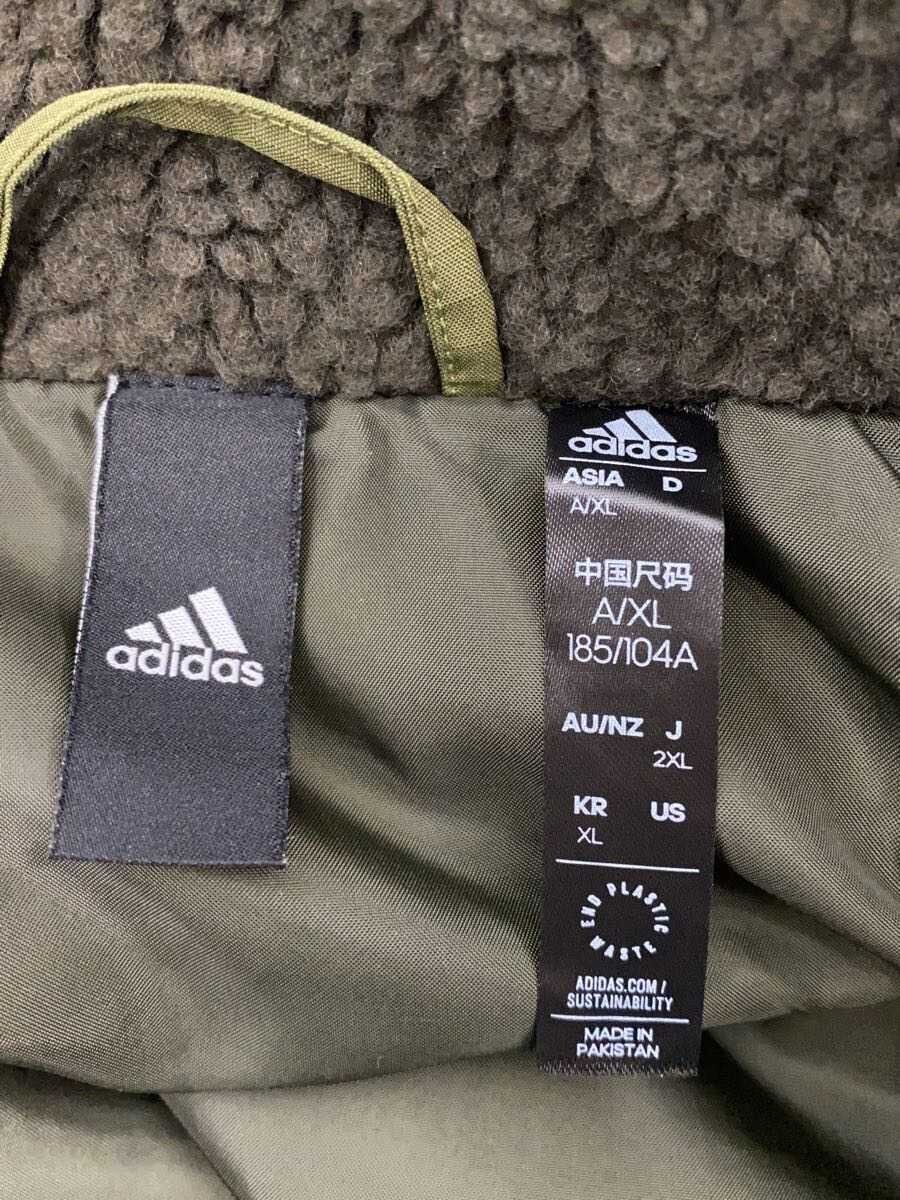 adidas
adidas
ASIA D
A/XL
中国尺码
A/XL
185/104A
AU/NZ J
2XL
KR US
XL
END PLASTIC WASTE
ADIDAS.COM/
SUSTAINABILITY
MADE IN
PAKISTAN